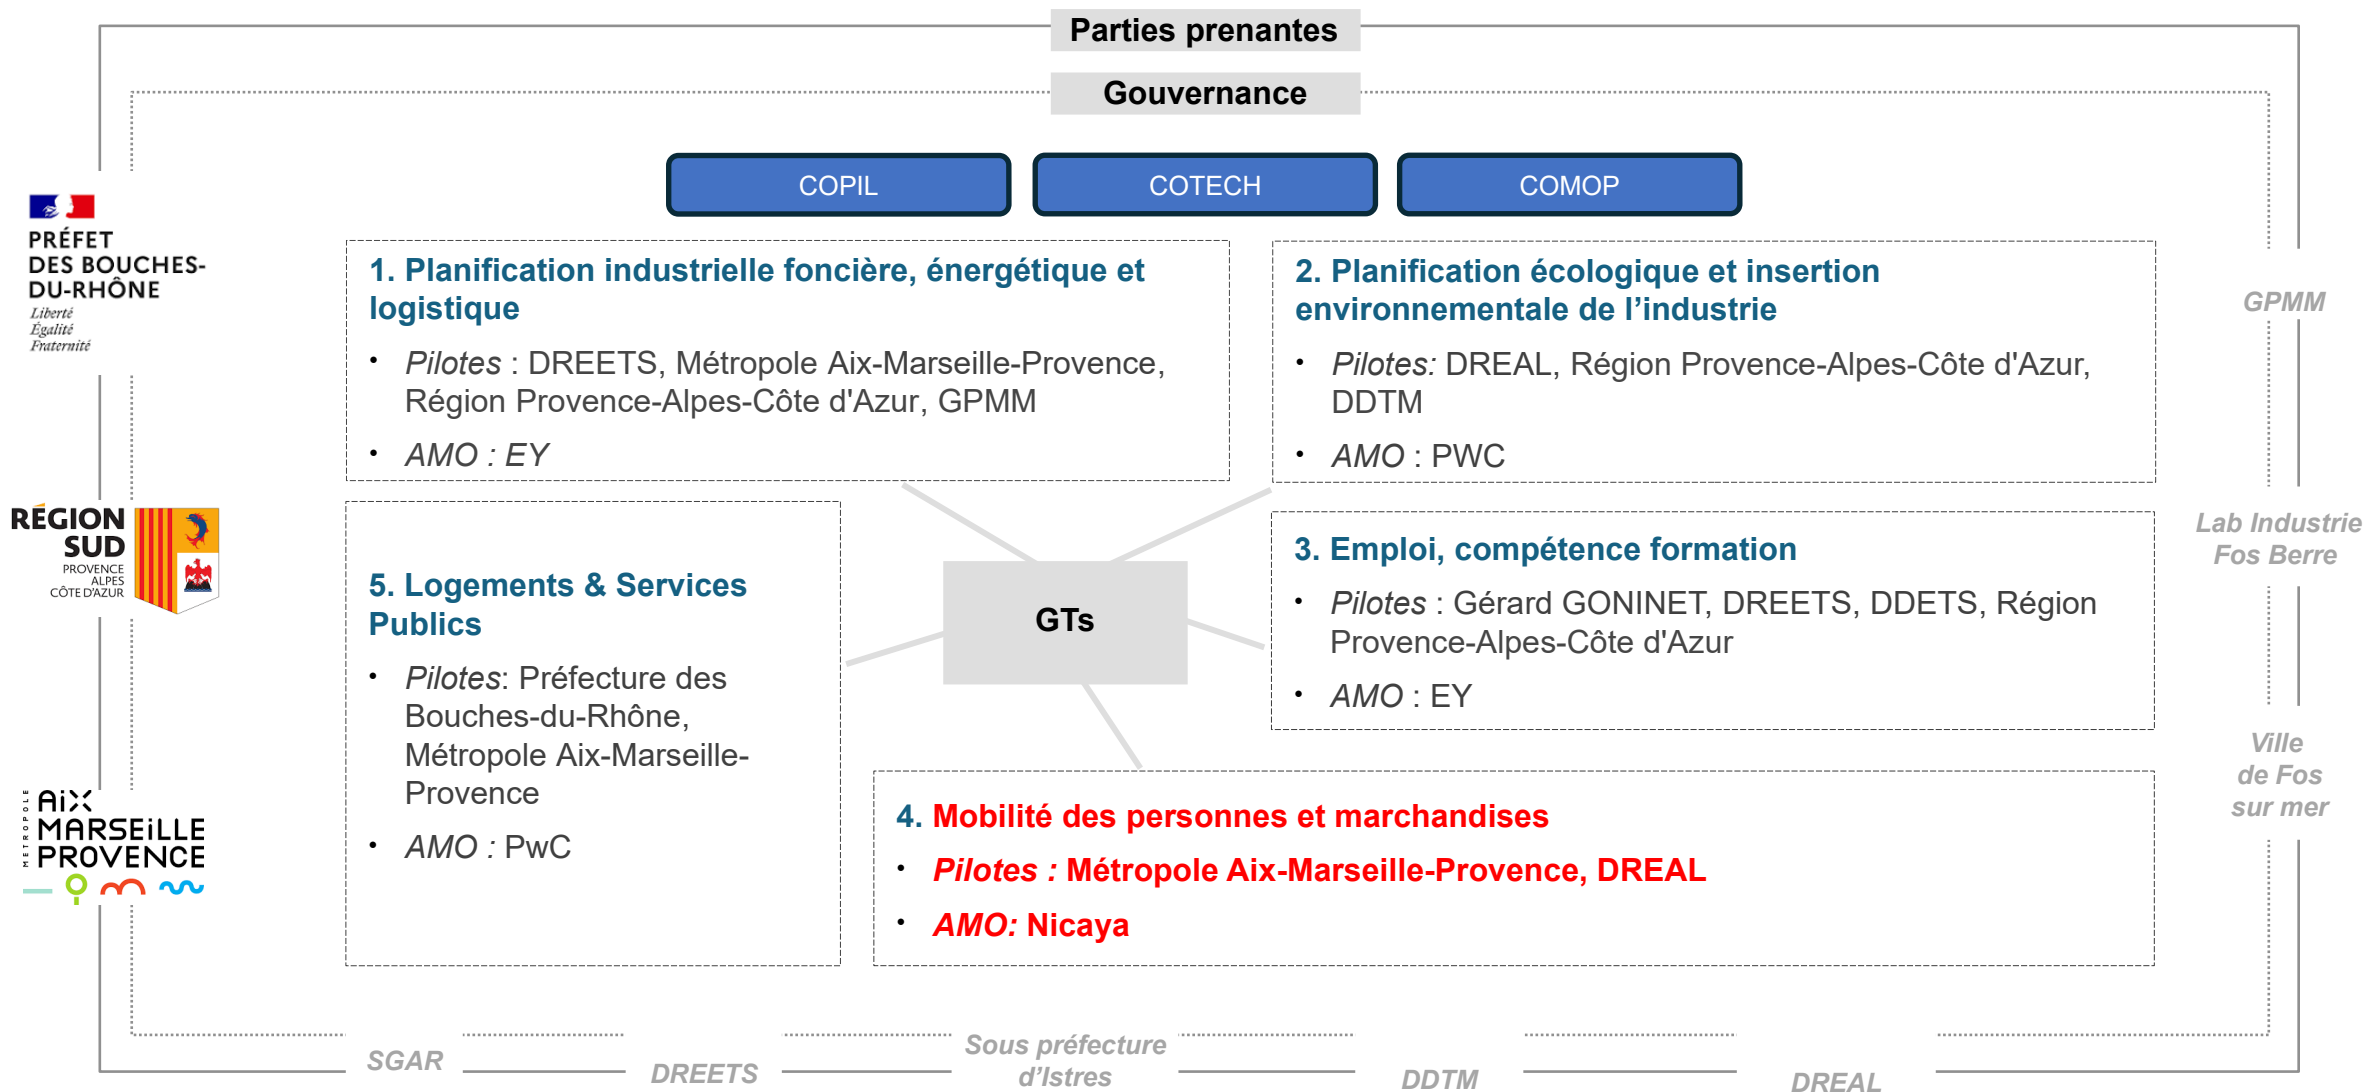 Parties prenantes
Gouvernance
COPIL
COTECH
COMOP
PRÉFET
DES BOUCHES-
DU-RHÔNE
Liberté
Égalité
Fraternité
RÉGION
SUD
PROVENCE
ALPES
CÔTE D'AZUR
METROPOLE
AiX
MARSEiLLE
PROVENCE
1. Planification industrielle foncière, énergétique et
logistique
• Pilotes : DREETS, Métropole Aix-Marseille-Provence,
Région Provence-Alpes-Côte d'Azur, GPMM
• AMO : EY
2. Planification écologique et insertion
environnementale de l’industrie
• Pilotes: DREAL, Région Provence-Alpes-Côte d'Azur,
DDTM
• AMO : PWC
5. Logements & Services
Publics
• Pilotes: Préfecture des
Bouches-du-Rhône,
Métropole Aix-Marseille-
Provence
• AMO : PwC
GTs
3. Emploi, compétence formation
• Pilotes : Gérard GONINET, DREETS, DDETS, Région
Provence-Alpes-Côte d'Azur
• AMO : EY
4. Mobilité des personnes et marchandises
• Pilotes : Métropole Aix-Marseille-Provence, DREAL
• AMO: Nicaya
GPMM
Lab Industrie
Fos Berre
Ville
de Fos
sur mer
SGAR
DREETS
Sous préfecture
d’Istres
DDTM
DREAL